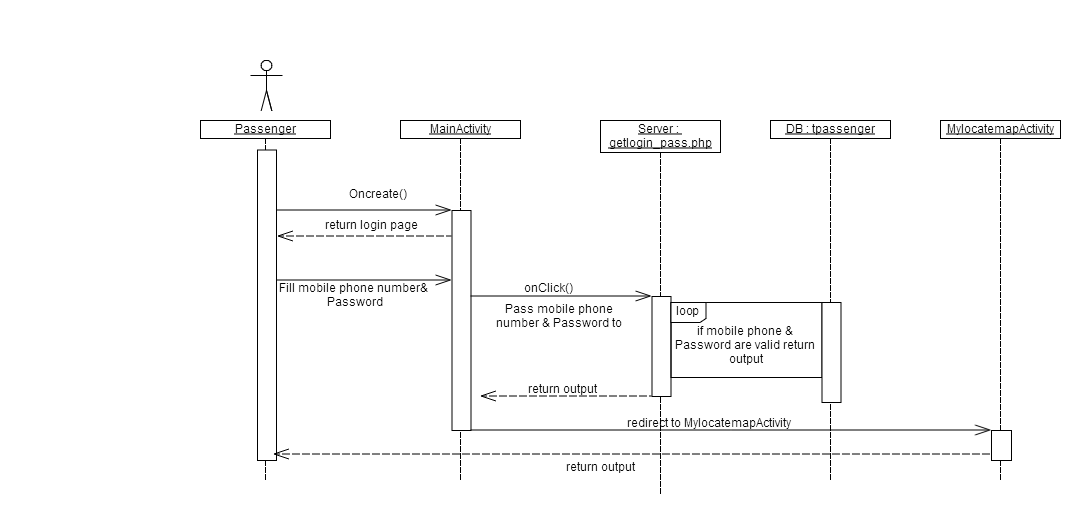 Passenger
MainActivity
Server :
getlogin_pass.php
DB : tpassenger
MylocatemapActivity
Oncreate()
return login page
Fill mobile phone number&
Password
onClick()
Pass mobile phone
number & Password to
loop
if mobile phone &
Password are valid return
output
return output
redirect to MylocatemapActivity
return output